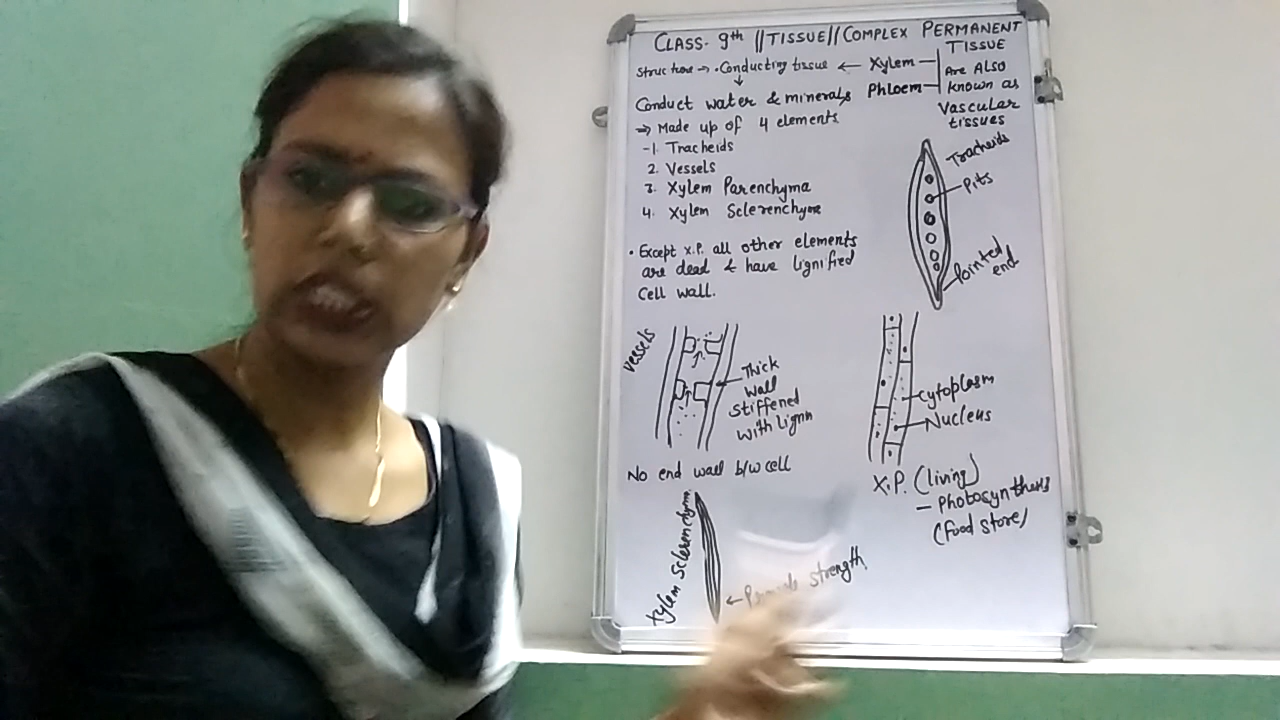 CLASS- 9th || TISSUE || COMPLEX PERMANENT
TISSUE
Structure → • Conducting tissue ← Xylem
Phloem
Are Also
known as
Vascular
tissues
↓
Conduct water & minerals
⇒ Made up of 4 elements
-1. Tracheids
2. Vessels
3. Xylem Parenchyma
4. Xylem Sclerenchyma
Tracheids
Pits
Pointed
end
• Except X.P. all other elements
are dead & have lignified
Cell wall.
Vessels
Thick
wall
stiffened
with lignin
No end wall b/w cell
Cytoplasm
Nucleus
X.P. (living)
- Photosynthesis
(food store)
Xylem Sclerenchyma
← strength